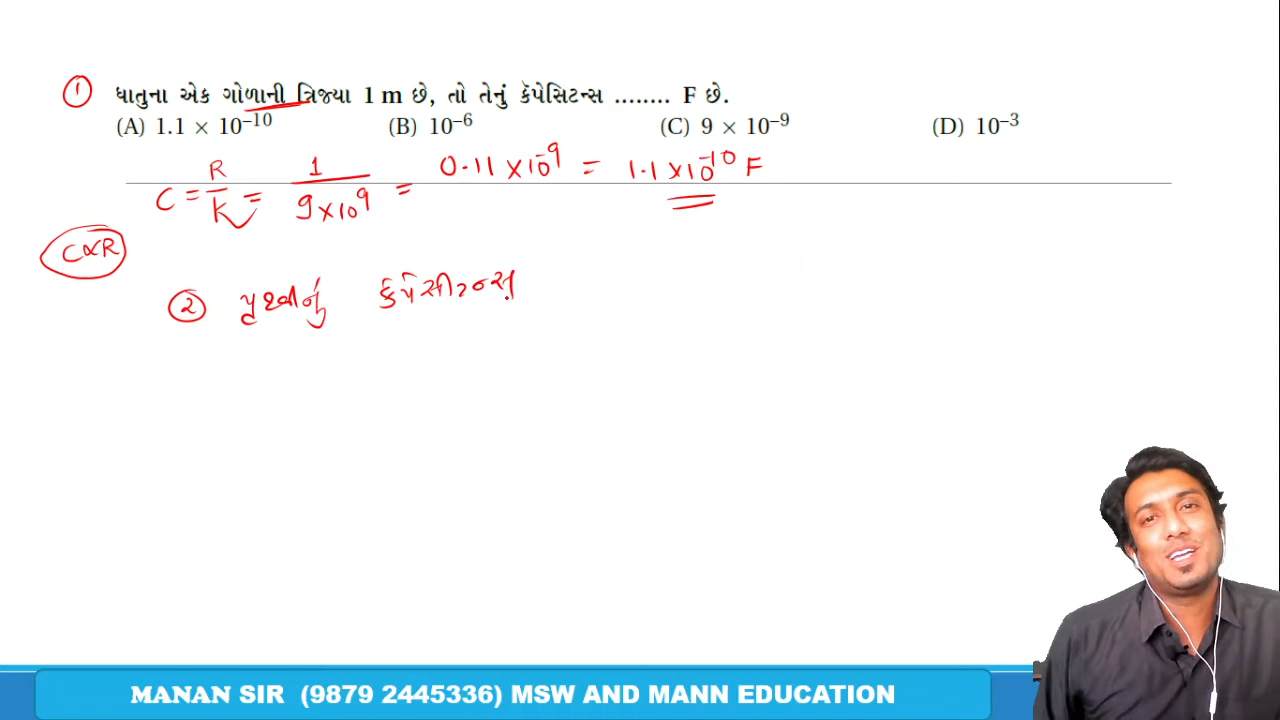 ① ધાતુના એક ગોળાની ત્રિજ્યા 1 m છે, તો તેનું કૅપેસિટન્સ ........ F છે.
(A) 1.1 × 10⁻¹⁰ (B) 10⁻⁶ (C) 9 × 10⁻⁹ (D) 10⁻³
C = R/K = 1/9×10⁹ = 0.11×10⁻⁹ = 1.1×10⁻¹⁰ F
C∝R
② પૃથ્વીનું કેપેસીટન્સ
MANAN SIR (9879 2445336) MSW AND MANN EDUCATION